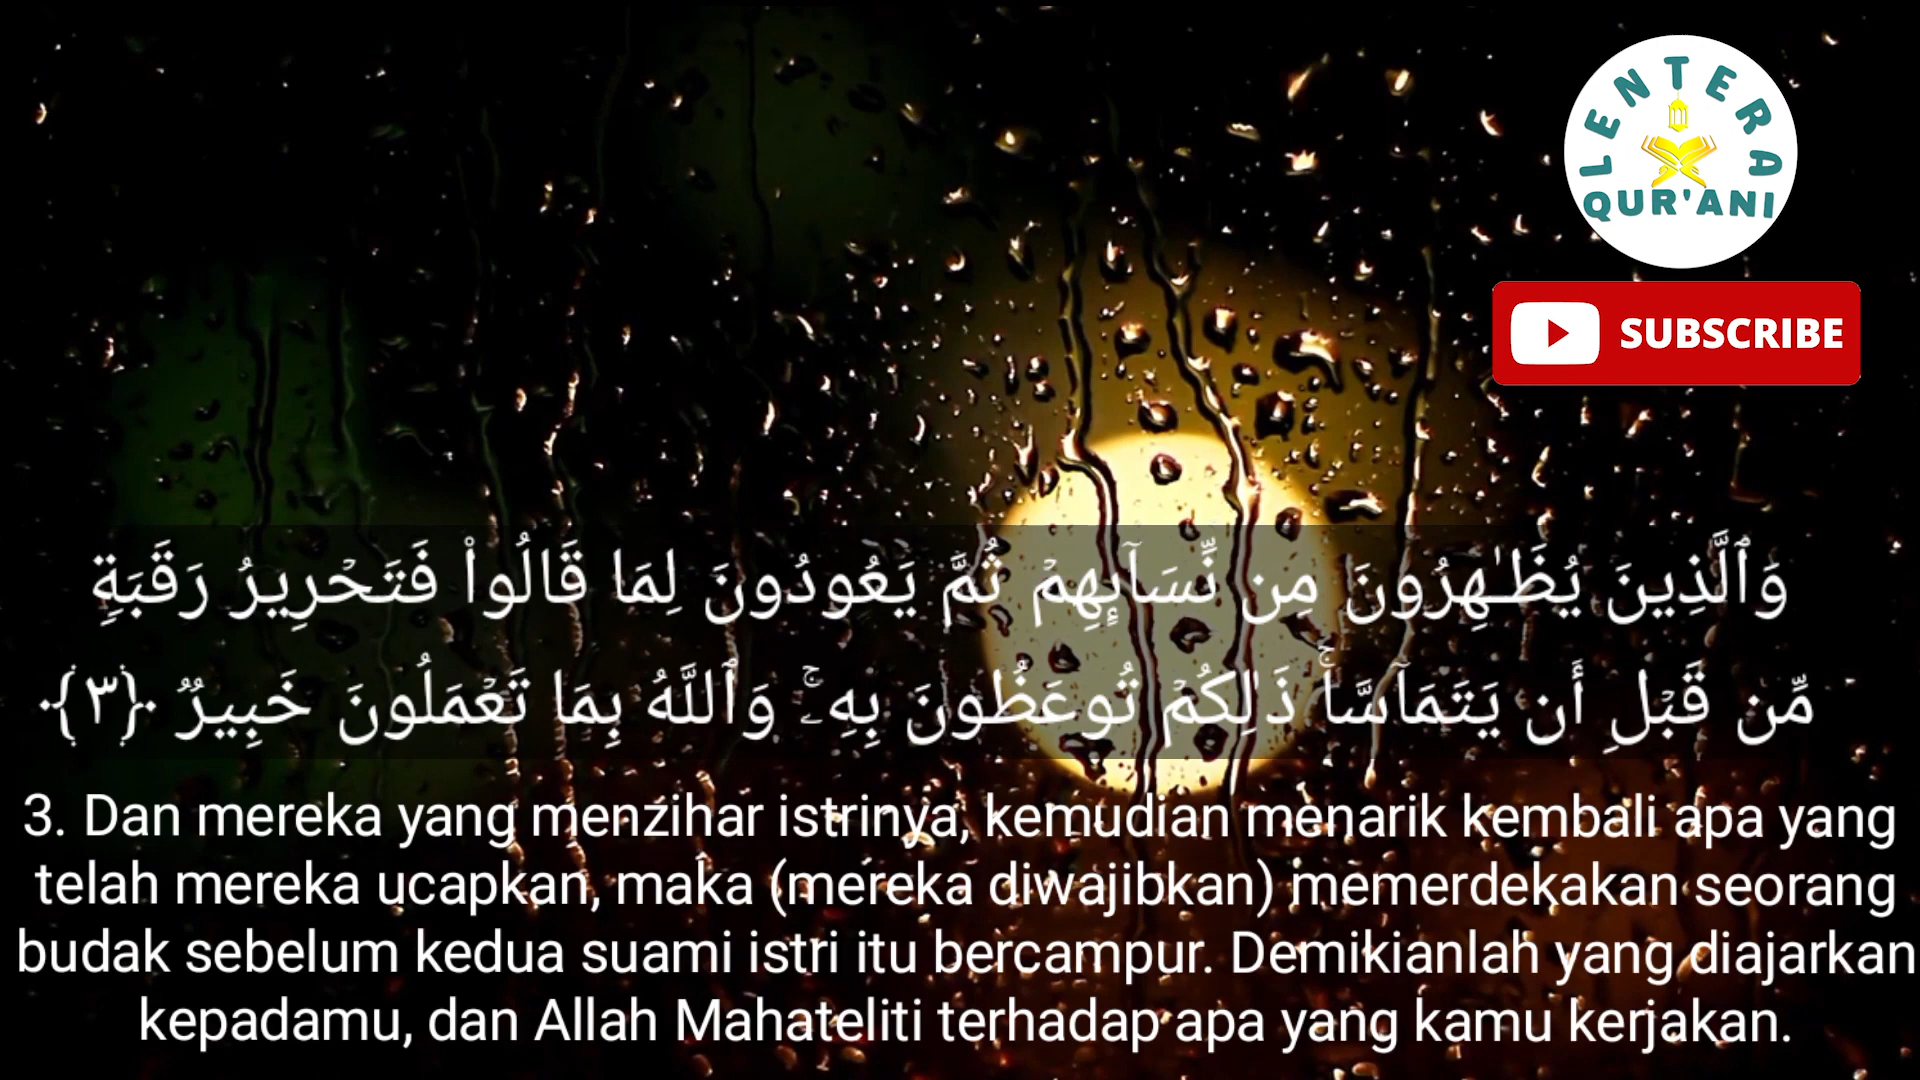 LENTERA
QUR'ANI
SUBSCRIBE
وَٱلَّذِينَ يُظَـٰهِرُونَ مِن نِّسَآئِهِمْ ثُمَّ يَعُودُونَ لِمَا قَالُوا۟ فَتَحْرِيرُ رَقَبَةٍ
مِّن قَبْلِ أَن يَتَمَآسَّا ۚ ذَٰلِكُمْ تُوعَظُونَ بِهِۦ ۚ وَٱللَّهُ بِمَا تَعْمَلُونَ خَبِيرٌ ﴿٣﴾
3. Dan mereka yang menzihar istrinya, kemudian menarik kembali apa yang
telah mereka ucapkan, maka (mereka diwajibkan) memerdekakan seorang
budak sebelum kedua suami istri itu bercampur. Demikianlah yang diajarkan
kepadamu, dan Allah Mahateliti terhadap apa yang kamu kerjakan.